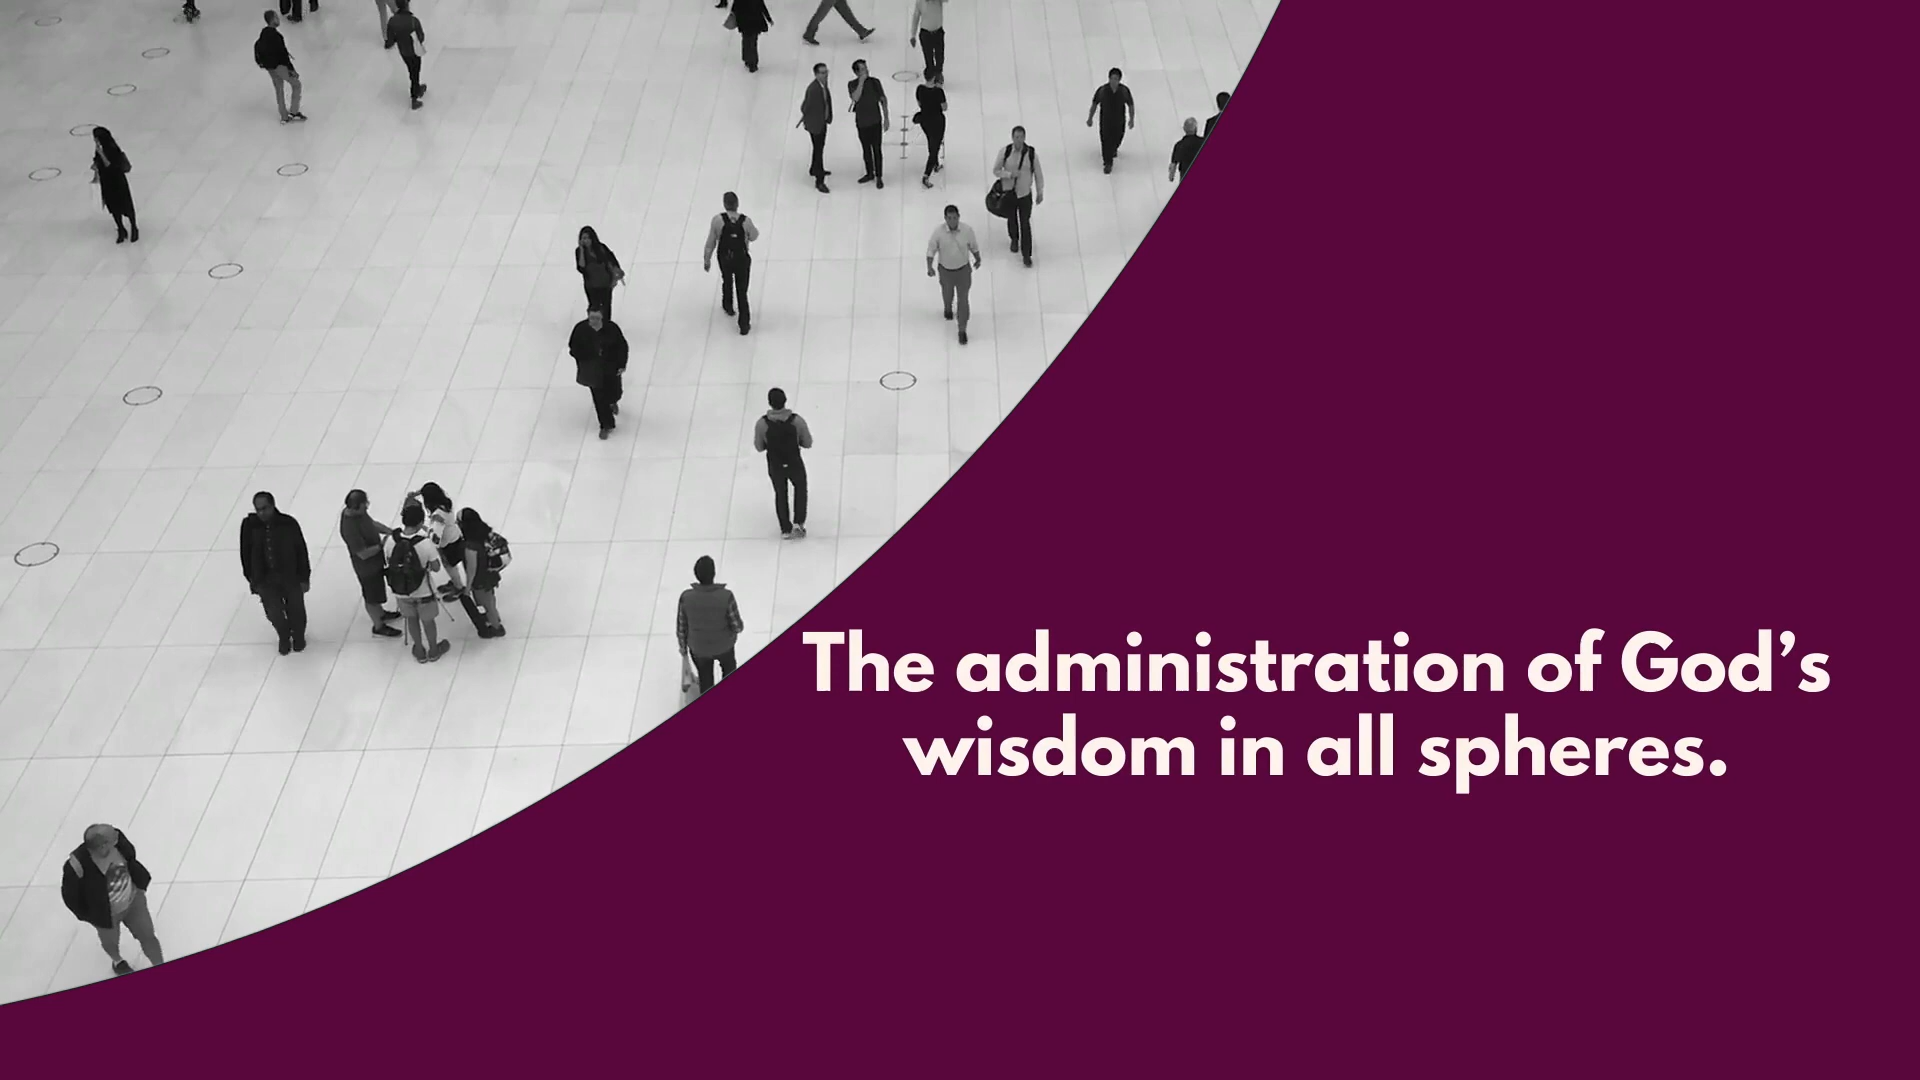 The administration of God’s
wisdom in all spheres.